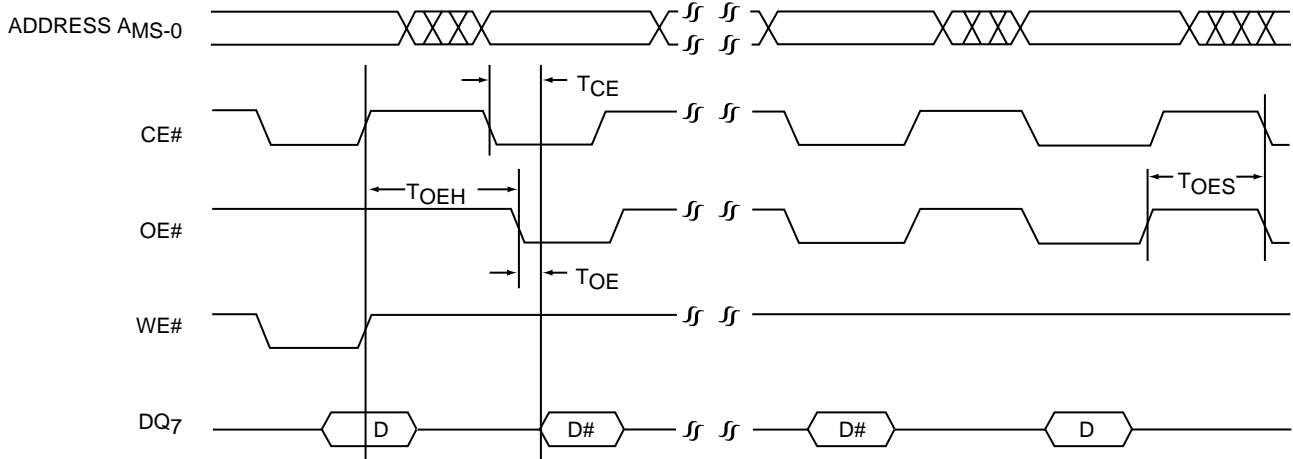 ADDRESS AMS-0
TCE
CE#
TOEH
TOES
OE#
TOE
WE#
DQ7
D
D#
D#
D